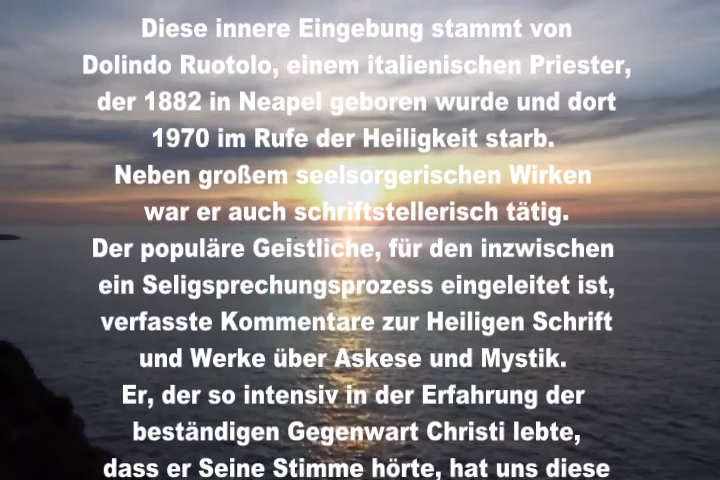 Diese innere Eingebung stammt von
Dolindo Ruotolo, einem italienischen Priester,
der 1882 in Neapel geboren wurde und dort
1970 im Rufe der Heiligkeit starb.
Neben großem seelsorgerischen Wirken
war er auch schriftstellerisch tätig.
Der populäre Geistliche, für den inzwischen
ein Seligsprechungsprozess eingeleitet ist,
verfasste Kommentare zur Heiligen Schrift
und Werke über Askese und Mystik.
Er, der so intensiv in der Erfahrung der
beständigen Gegenwart Christi lebte,
dass er Seine Stimme hörte, hat uns diese